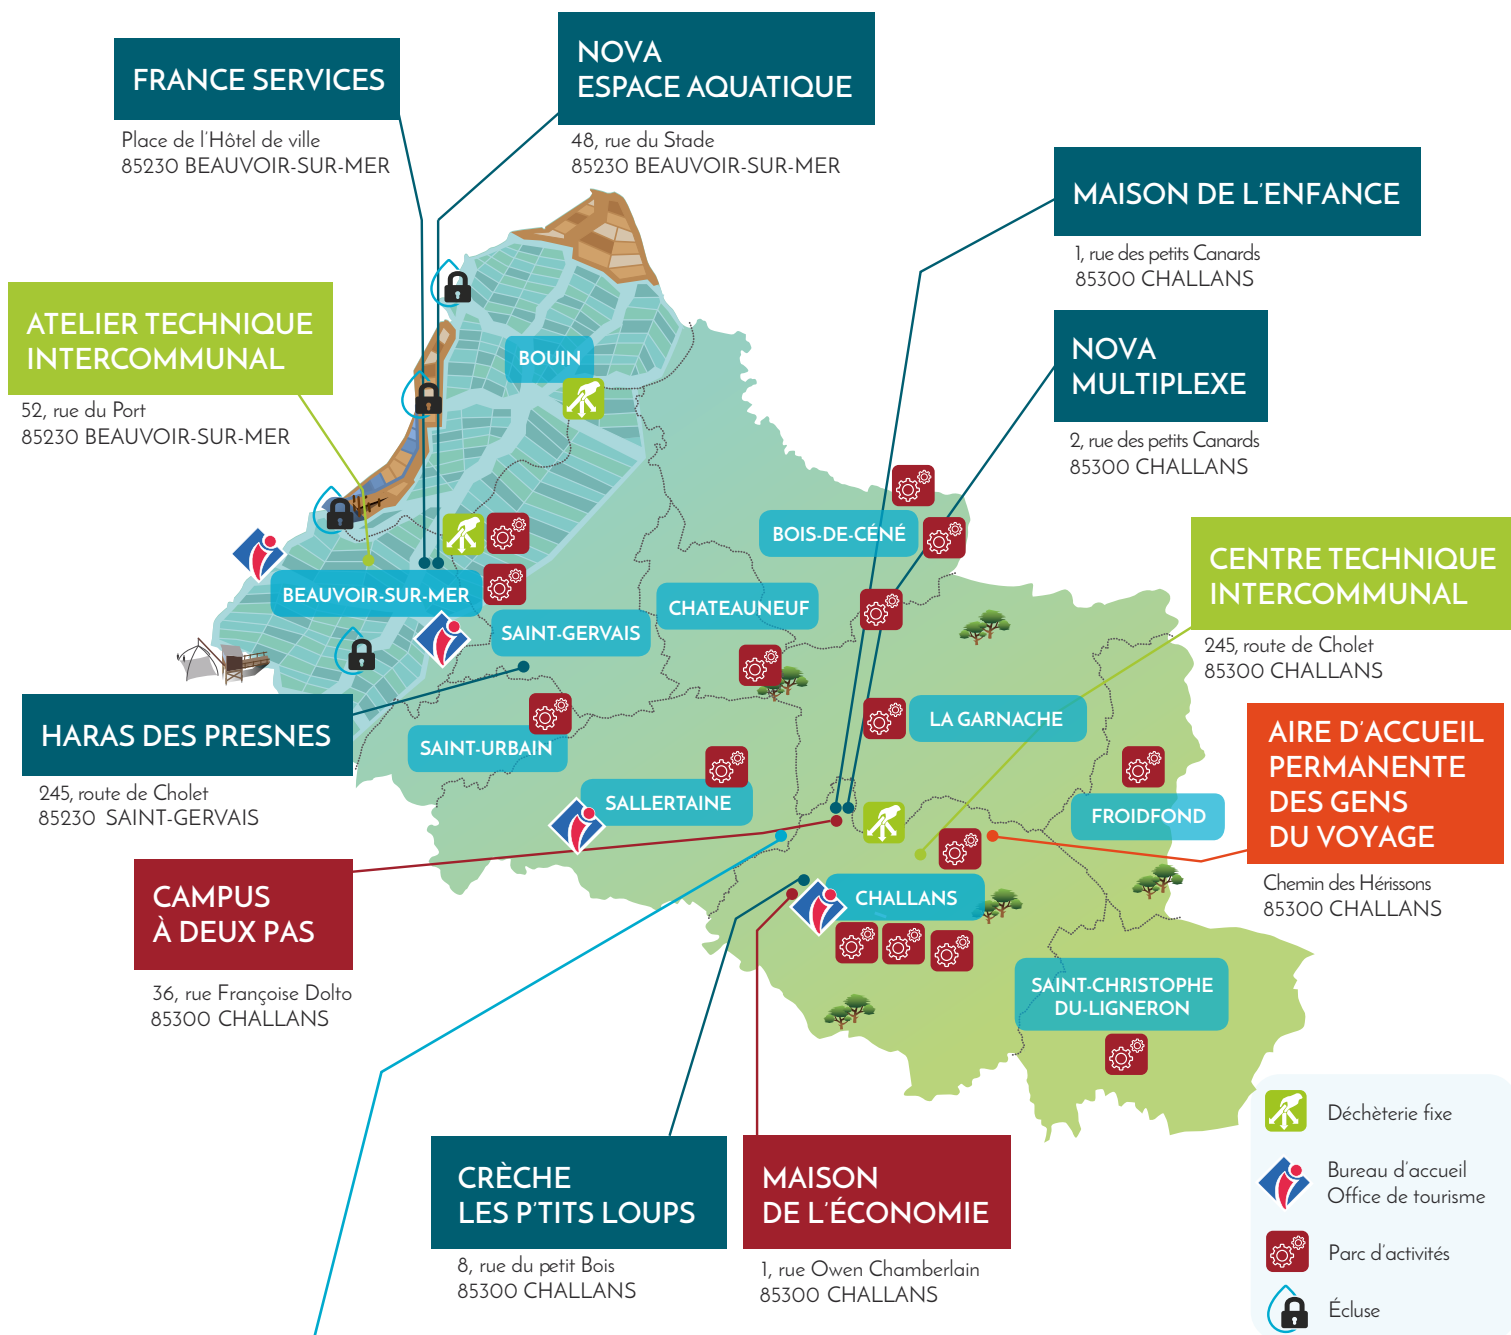 FRANCE SERVICES
Place de l'Hôtel de ville
85230 BEAUVOIR-SUR-MER
NOVA
ESPACE AQUATIQUE
48, rue du Stade
85230 BEAUVOIR-SUR-MER
MAISON DE L'ENFANCE
1, rue des petits Canards
85300 CHALLANS
ATELIER TECHNIQUE
INTERCOMMUNAL
52, rue du Port
85230 BEAUVOIR-SUR-MER
NOVA
MULTIPLEXE
2, rue des petits Canards
85300 CHALLANS
BOUIN
BOIS-DE-CÉNÉ
CENTRE TECHNIQUE
INTERCOMMUNAL
245, route de Cholet
85300 CHALLANS
BEAUVOIR-SUR-MER
CHATEAUNEUF
SAINT-GERVAIS
HARAS DES PRESNES
245, route de Cholet
85230 SAINT-GERVAIS
LA GARNACHE
SAINT-URBAIN
SALLERTAINE
FROIDFOND
AIRE D'ACCUEIL
PERMANENTE
DES GENS
DU VOYAGE
Chemin des Hérissons
85300 CHALLANS
CAMPUS
À DEUX PAS
36, rue Françoise Dolto
85300 CHALLANS
CHALLANS
SAINT-CHRISTOPHE
DU-LIGNERON
CRÈCHE
LES P'TITS LOUPS
8, rue du petit Bois
85300 CHALLANS
MAISON
DE L'ÉCONOMIE
1, rue Owen Chamberlain
85300 CHALLANS
Déchèterie fixe
Bureau d'accueil
Office de tourisme
Parc d'activités
Écluse